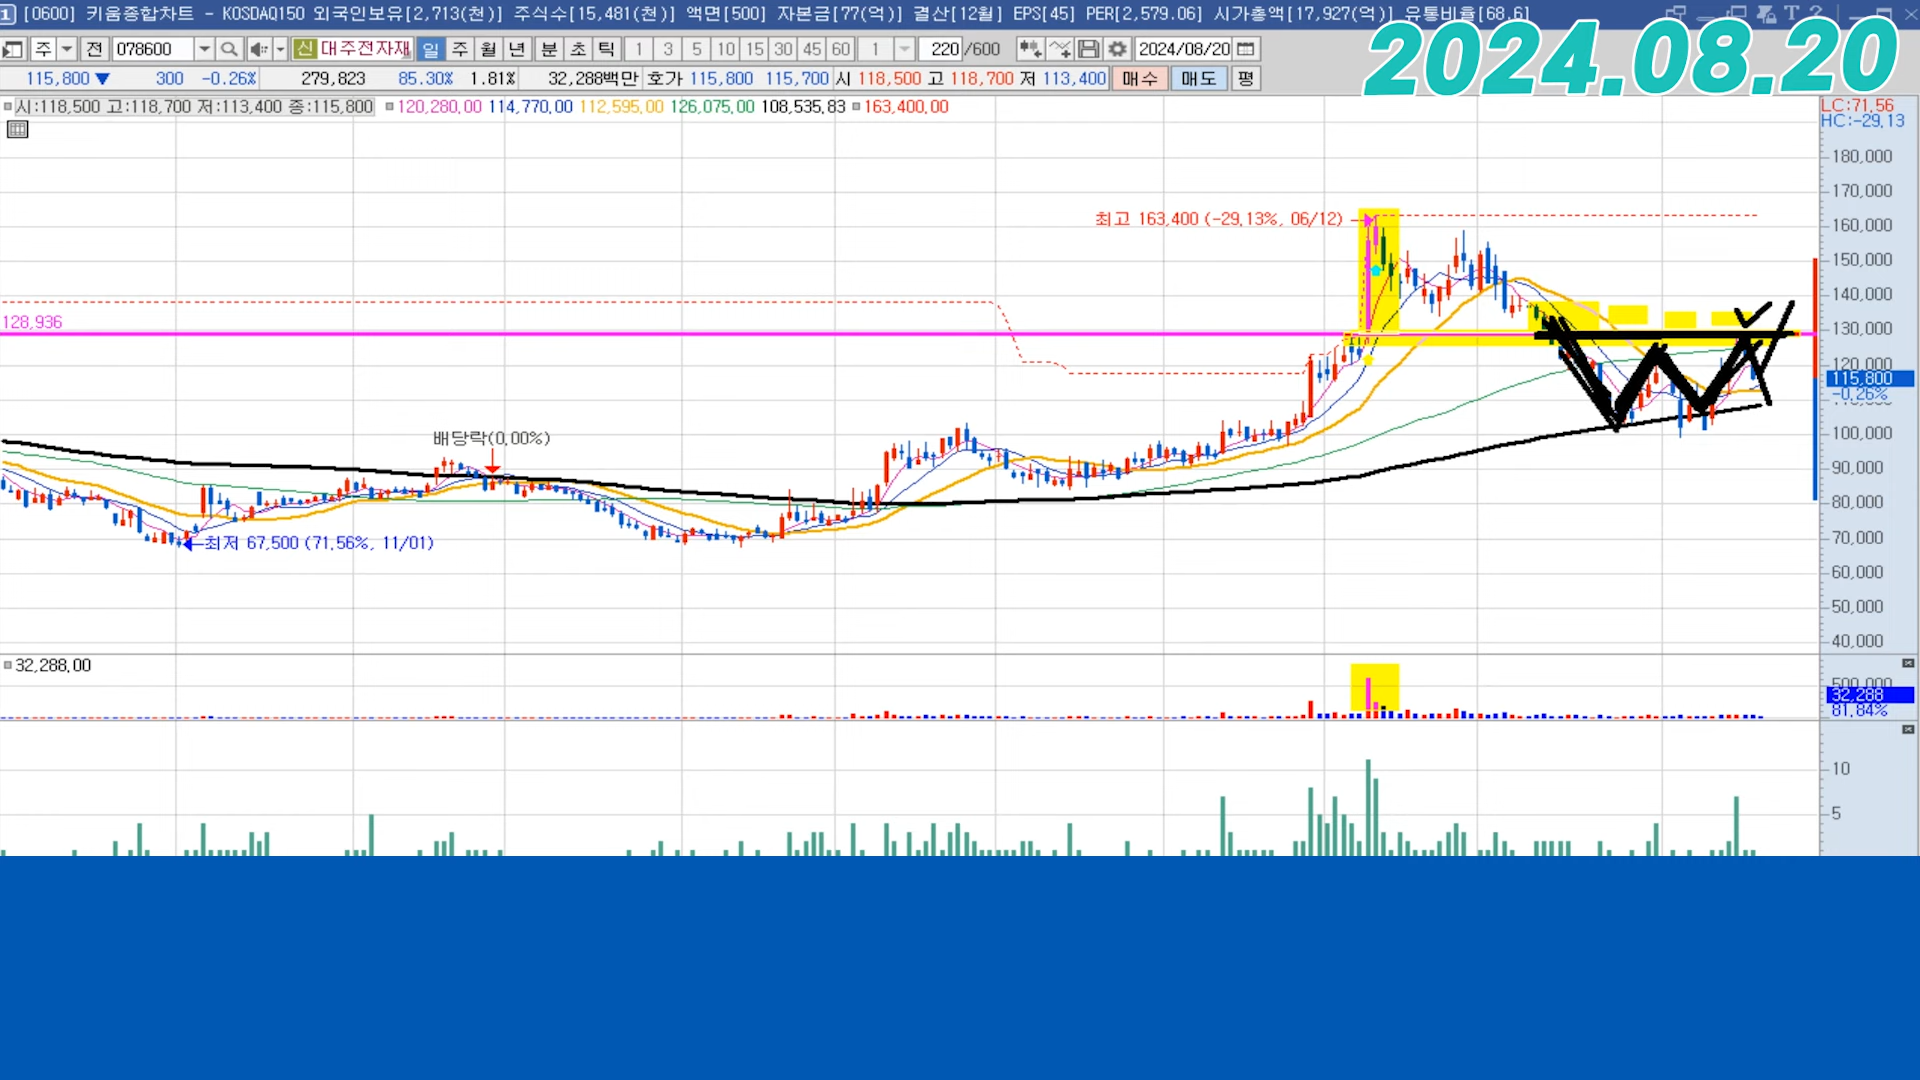 [0600] 키움종합차트 - KOSDAQ150 외국인보유[2,713(천)] 주식수[15,481(천)] 액면[500] 자본금[77(억)] 결산[12월] EPS[45] PER[2,579.06] 시가총액[17,927(억)] 유통비율[68.6]
2024.08.20
주 전 078600 신 대주전자재 일 주 월 년 분 초 틱 1 3 5 10 15 30 45 60 1 220 /600 2024/08/20
115,800 ▼ 300 -0.26% 279,823 85.30% 1.81% 32,288백만 호가 115,800 115,700 시 118,500 고 118,700 저 113,400 매수 매도 평
시:118,500 고:118,700 저:113,400 종:115,800 120,280.00 114,770.00 112,595.00 126,075.00 108,535.83 163,400.00
LC:71.56
HC:-29.13
180,000
170,000
최고 163,400 (-29.13%, 06/12)
160,000
150,000
140,000
128,936
130,000
120,000
115,800
-0.26%
배당락(0.00%)
100,000
90,000
80,000
최저 67,500 (71.56%, 11/01)
70,000
60,000
50,000
40,000
32,288.00
500,000
32,288
81.84%
10
5